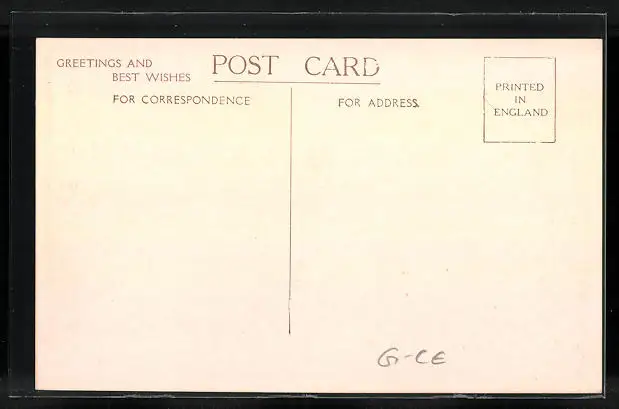 GREETINGS AND
BEST WISHES
POST CARD
FOR CORRESPONDENCE
FOR ADDRESS.
PRINTED
IN
ENGLAND
G-CE